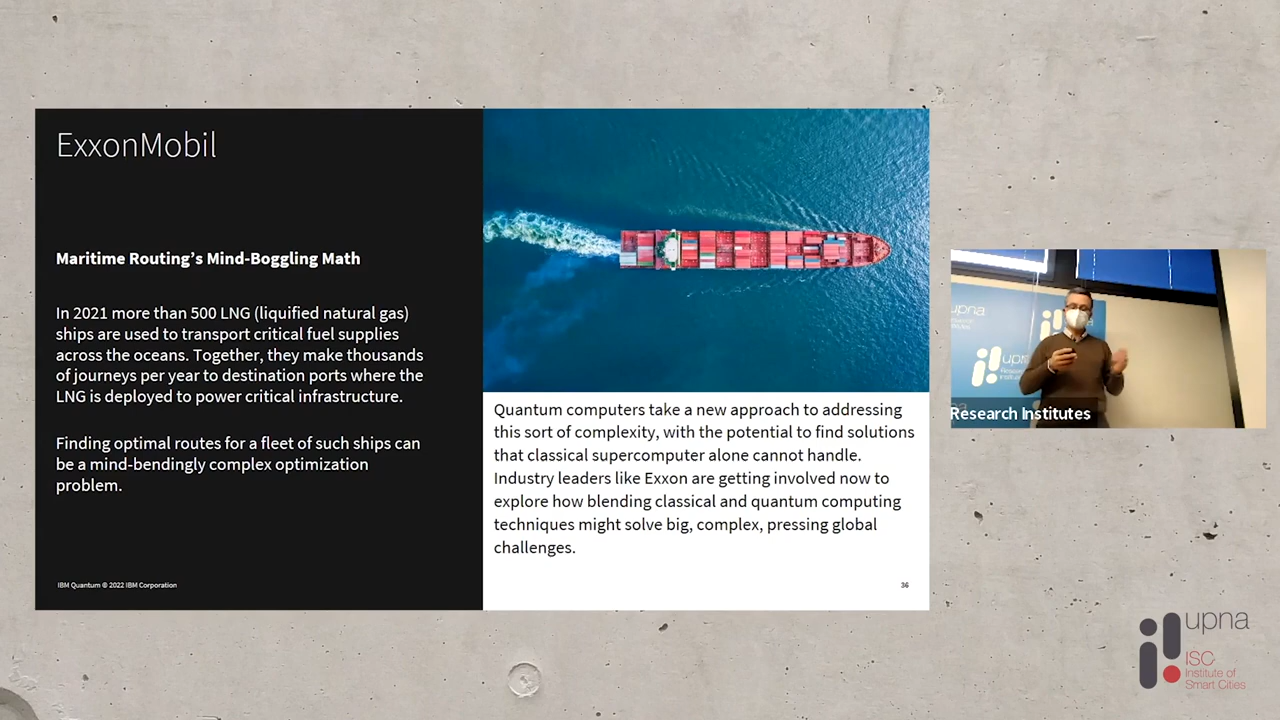 ExxonMobil
Maritime Routing’s Mind-Boggling Math
In 2021 more than 500 LNG (liquified natural gas)
ships are used to transport critical fuel supplies
across the oceans. Together, they make thousands
of journeys per year to destination ports where the
LNG is deployed to power critical infrastructure.
Finding optimal routes for a fleet of such ships can
be a mind-bendingly complex optimization
problem.
IBM Quantum © 2022 IBM Corporation
Quantum computers take a new approach to addressing
this sort of complexity, with the potential to find solutions
that classical supercomputer alone cannot handle.
Industry leaders like Exxon are getting involved now to
explore how blending classical and quantum computing
techniques might solve big, complex, pressing global
challenges.
36
upna
Research Institutes
upna
ISC
Institute of
Smart Cities